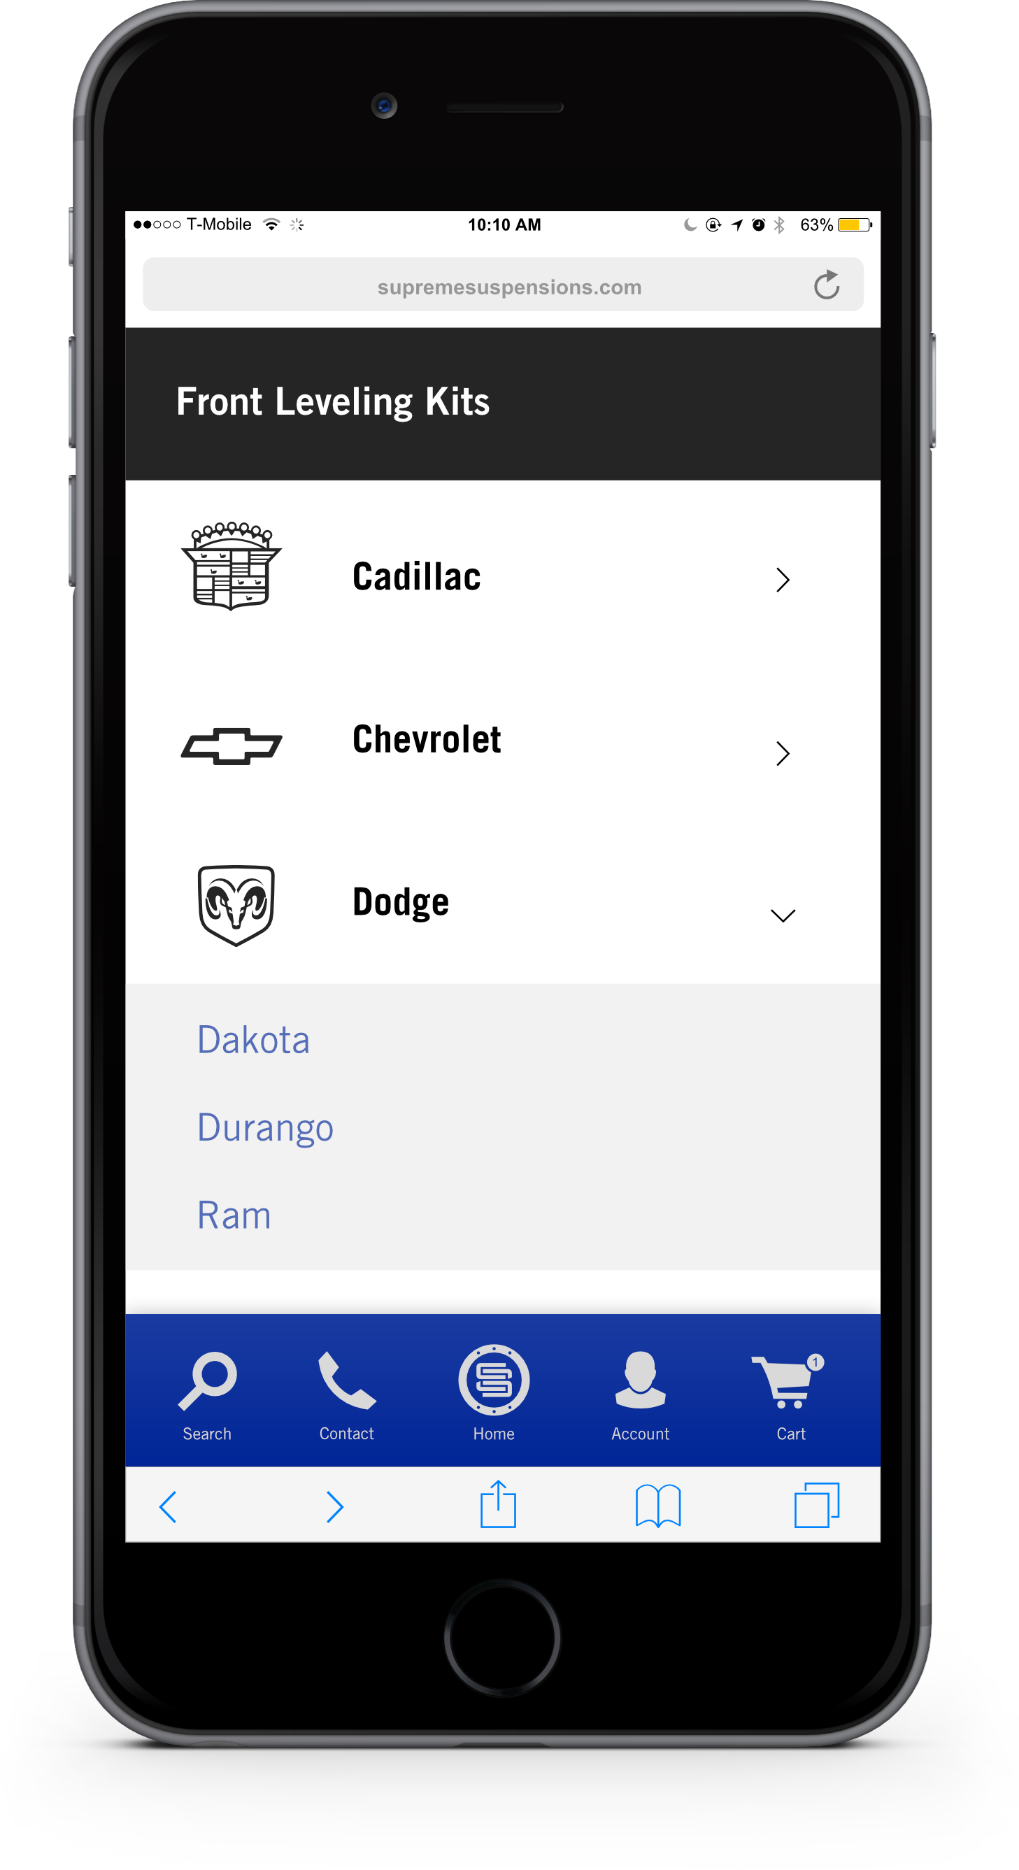 T-Mobile 10:10 AM 63%
supremesuspensions.com
Front Leveling Kits
Cadillac
Chevrolet
Dodge
Dakota
Durango
Ram
1
Search Contact Home Account Cart